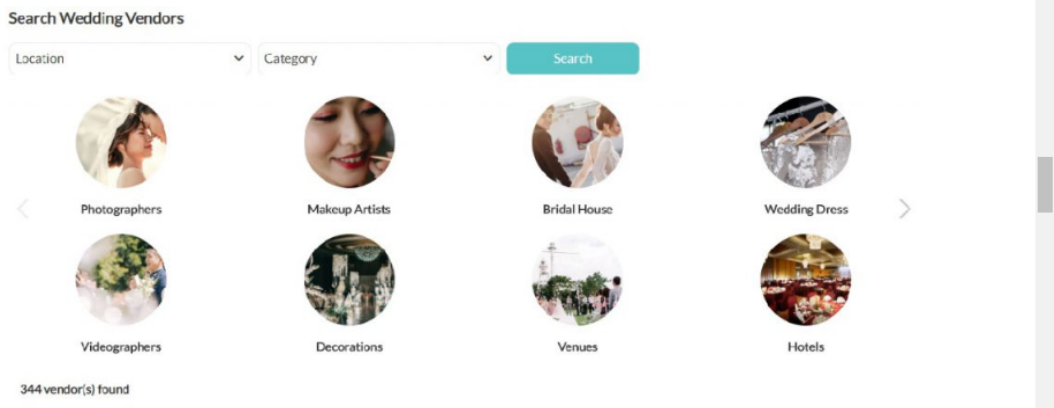 Search Wedding Vendors
Location Category Search
Photographers Makeup Artists Bridal House Wedding Dress
Videographers Decorations Venues Hotels
344 vendor(s) found